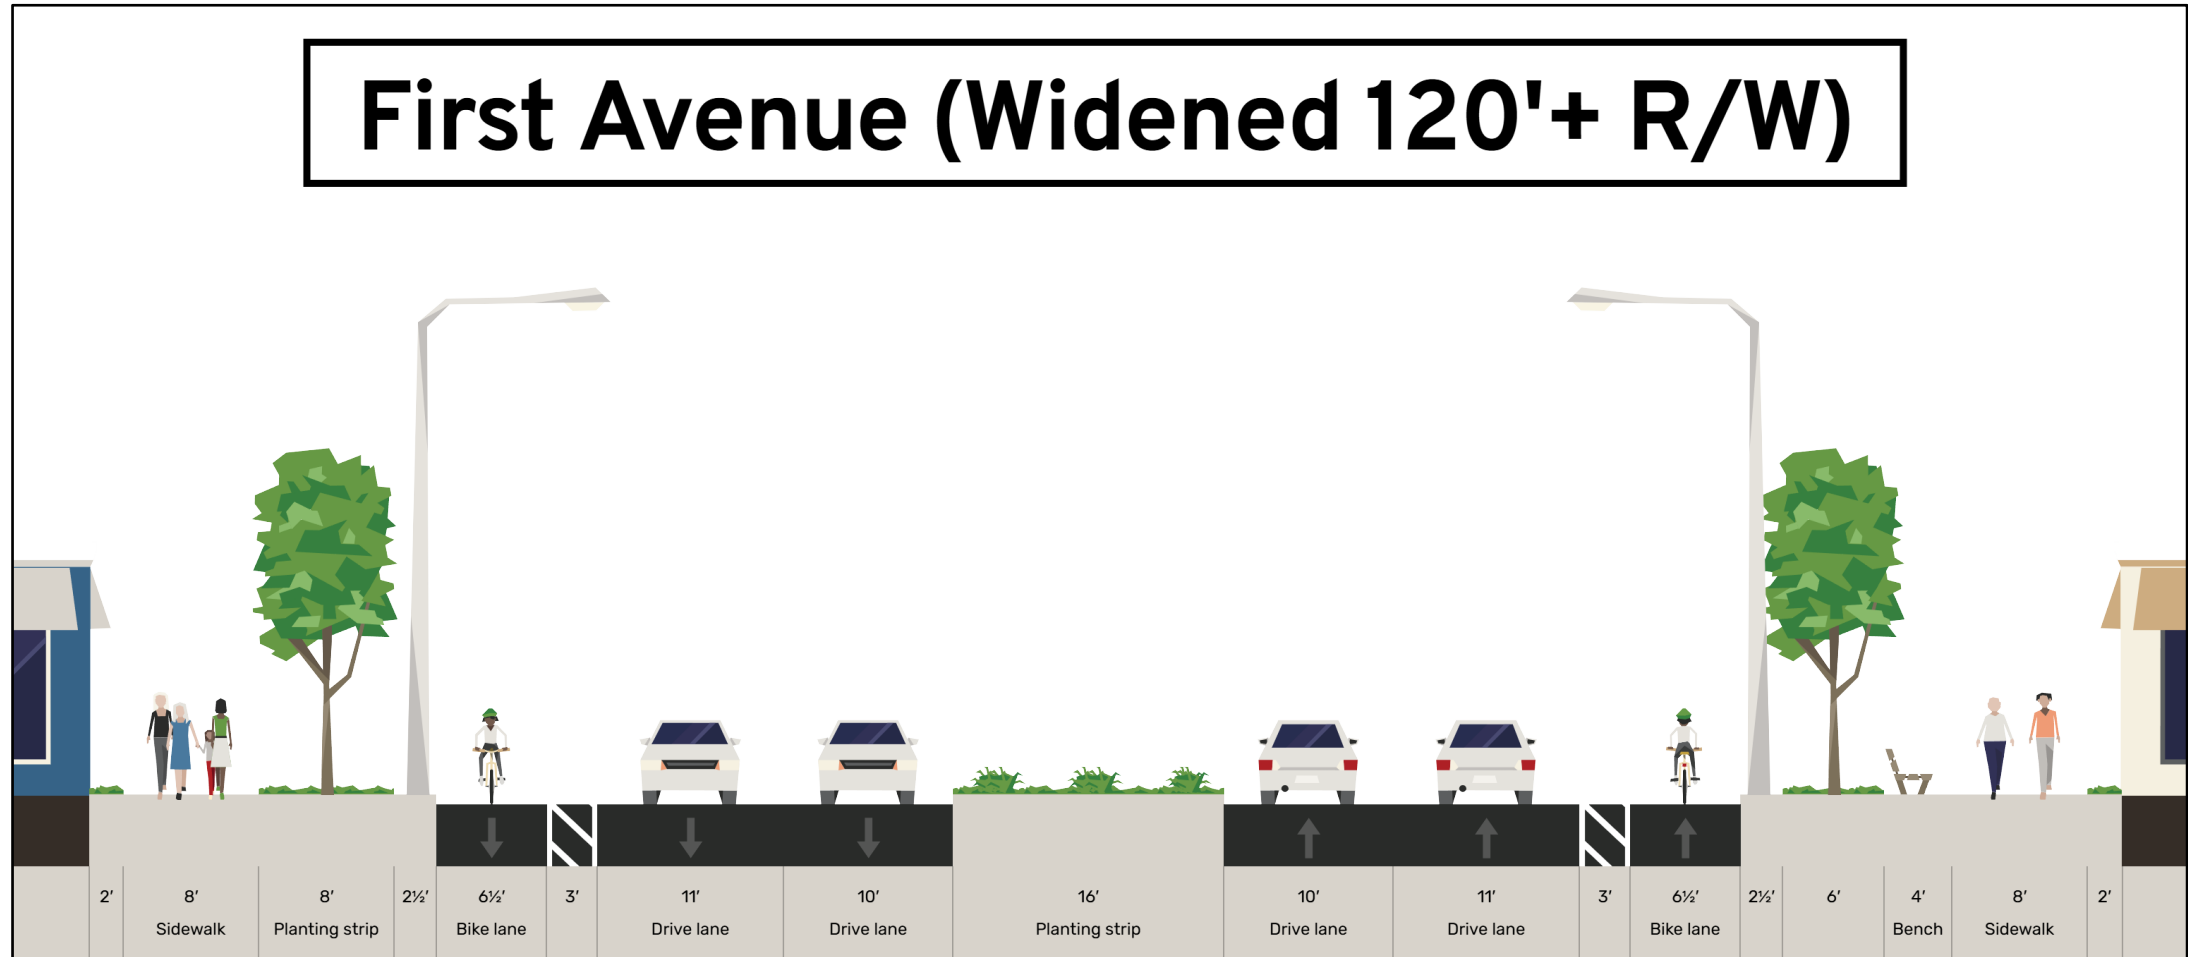 First Avenue (Widened 120'+ R/W)
2' 8' 8' 2½' 6½' 3' 11' 10' 16' 10' 11' 3' 6½' 2½' 6' 4' 8' 2'
Sidewalk Planting strip Bike lane Drive lane Drive lane Planting strip Drive lane Drive lane Bike lane Bench Sidewalk